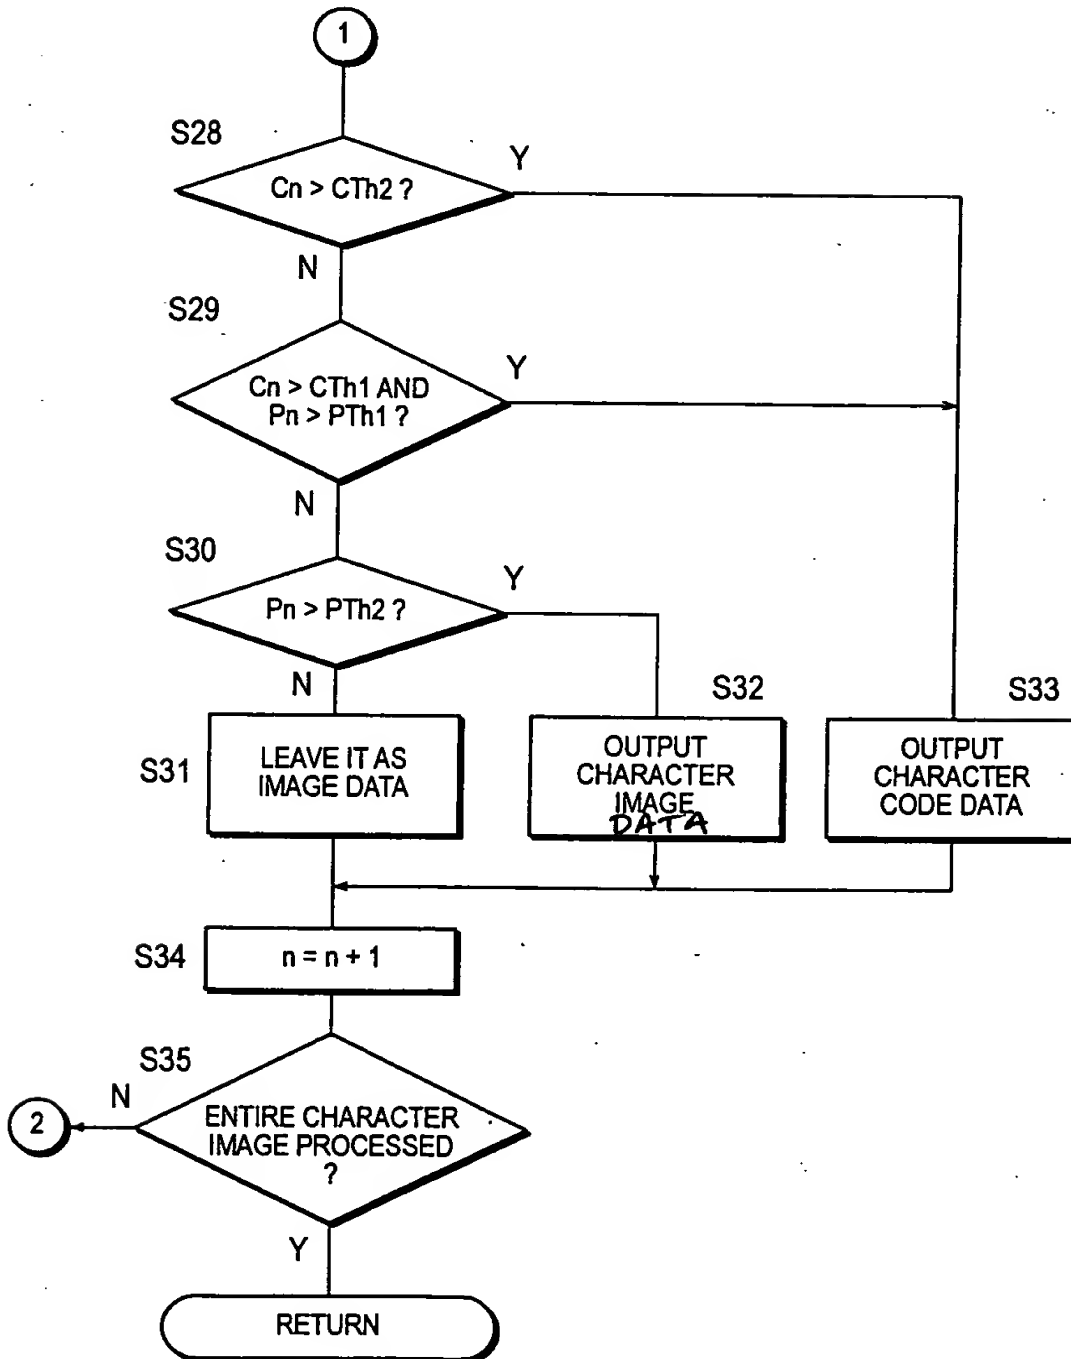 1
S28
Cn > CTh2 ?
Y
N
S29
Cn > CTh1 AND
Pn > PTh1 ?
Y
N
S30
Pn > PTh2 ?
Y
N
S31
LEAVE IT AS
IMAGE DATA
S32
OUTPUT
CHARACTER
IMAGE
DATA
S33
OUTPUT
CHARACTER
CODE DATA
S34
n = n + 1
S35
ENTIRE CHARACTER
IMAGE PROCESSED
?
N
2
Y
RETURN